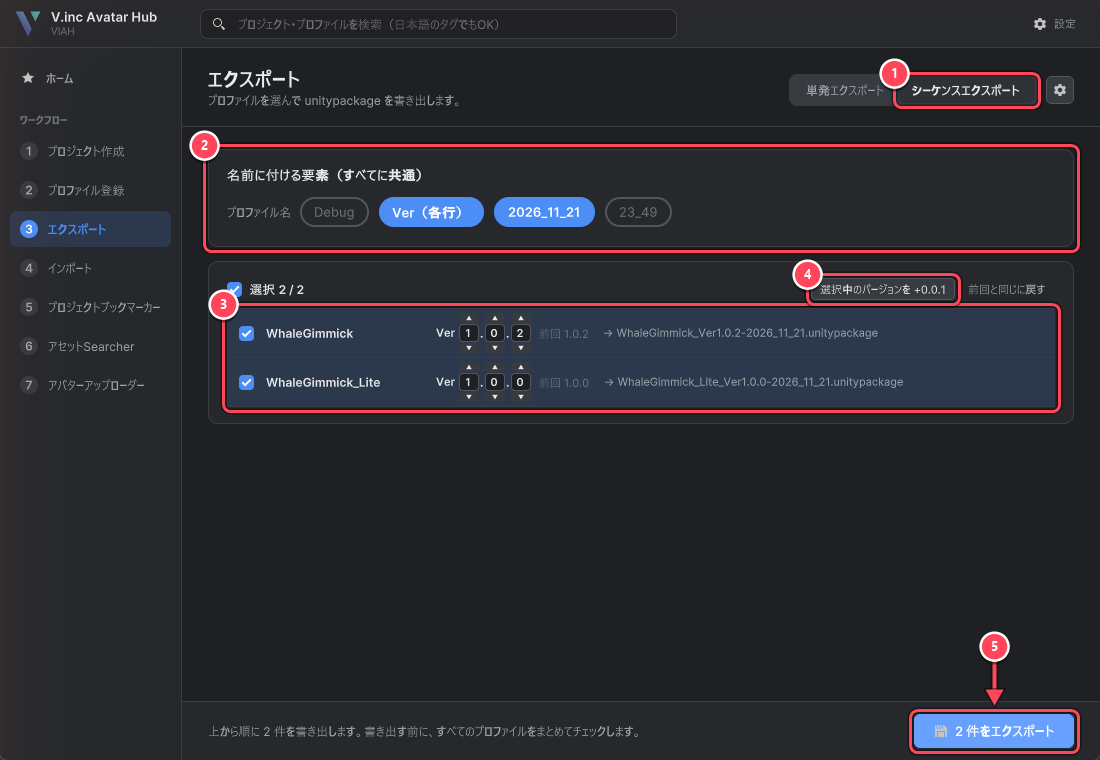 V.inc Avatar Hub
VIAH
プロジェクト・プロファイルを検索（日本語のタグでもOK）
設定
ホーム
ワークフロー
1 プロジェクト作成
2 プロファイル登録
3 エクスポート
4 インポート
5 プロジェクトブックマーカー
6 アセットSearcher
7 アバターアップローダー
エクスポート
プロファイルを選んで unitypackage を書き出します。
単発エクスポート
1
シーケンスエクスポート
2
名前に付ける要素（すべてに共通）
プロファイル名 Debug Ver（各行） 2026_11_21 23_49
選択 2 / 2
4
選択中のバージョンを +0.0.1
前回と同じに戻す
3
WhaleGimmick Ver 1.0.2 前回 1.0.2 → WhaleGimmick_Ver1.0.2-2026_11_21.unitypackage
WhaleGimmick_Lite Ver 1.0.0 前回 1.0.0 → WhaleGimmick_Lite_Ver1.0.0-2026_11_21.unitypackage
5
上から順に 2 件を書き出します。書き出す前に、すべてのプロファイルをまとめてチェックします。
2 件をエクスポート